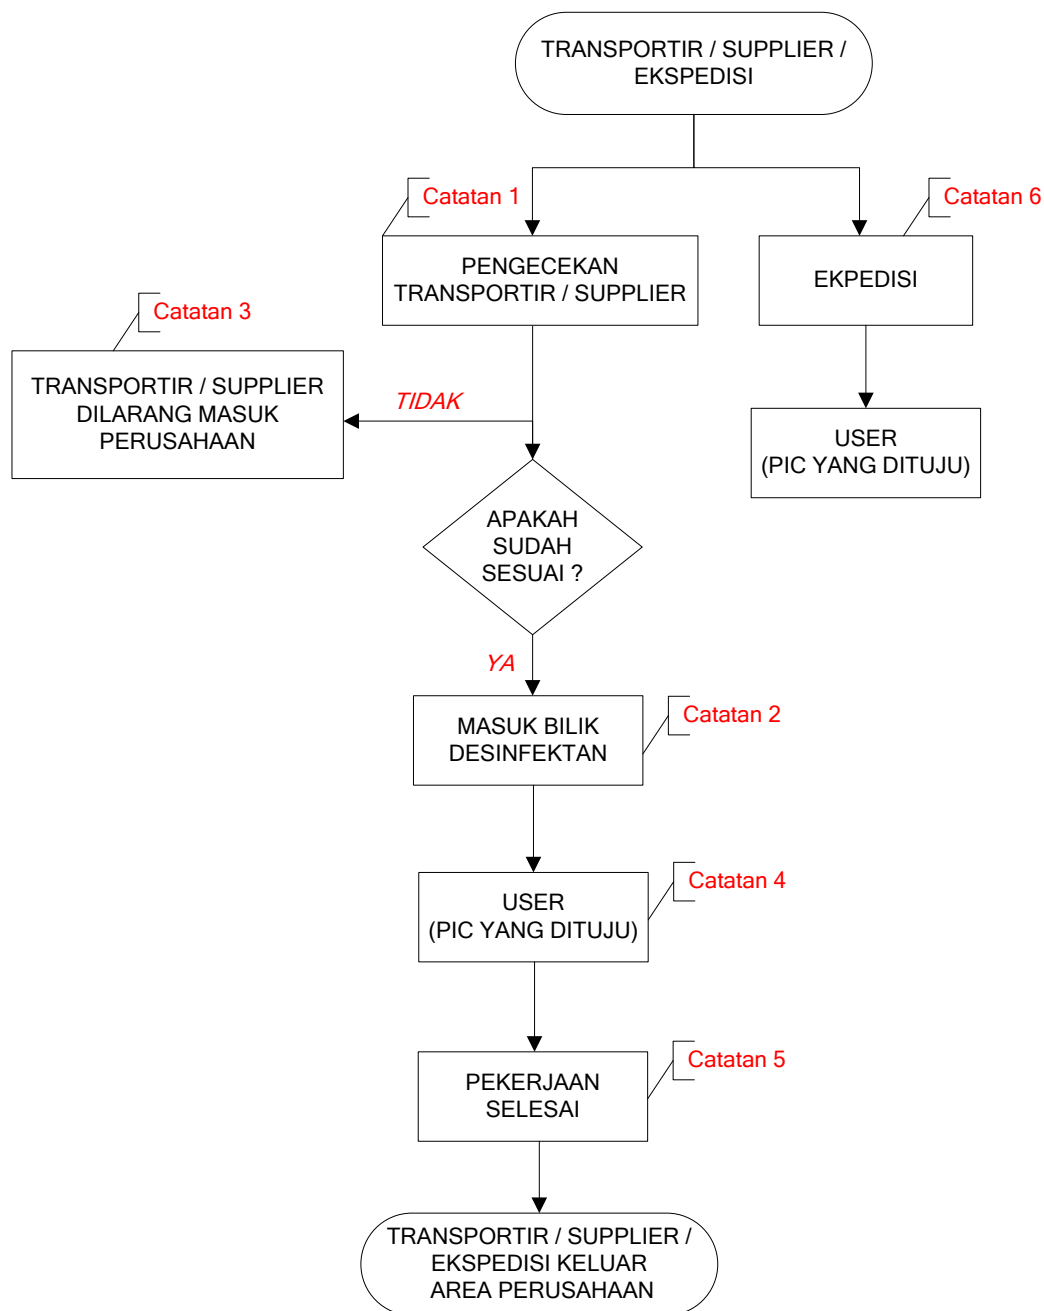 TRANSPORTIR / SUPPLIER /
EKSPEDISI
Catatan 1
Catatan 6
PENGECEKAN
TRANSPORTIR / SUPPLIER
EKPEDISI
Catatan 3
TRANSPORTIR / SUPPLIER
DILARANG MASUK
PERUSAHAAN
TIDAK
USER
(PIC YANG DITUJU)
APAKAH
SUDAH
SESUAI ?
YA
MASUK BILIK
DESINFEKTAN
Catatan 2
USER
(PIC YANG DITUJU)
Catatan 4
PEKERJAAN
SELESAI
Catatan 5
TRANSPORTIR / SUPPLIER /
EKSPEDISI KELUAR
AREA PERUSAHAAN